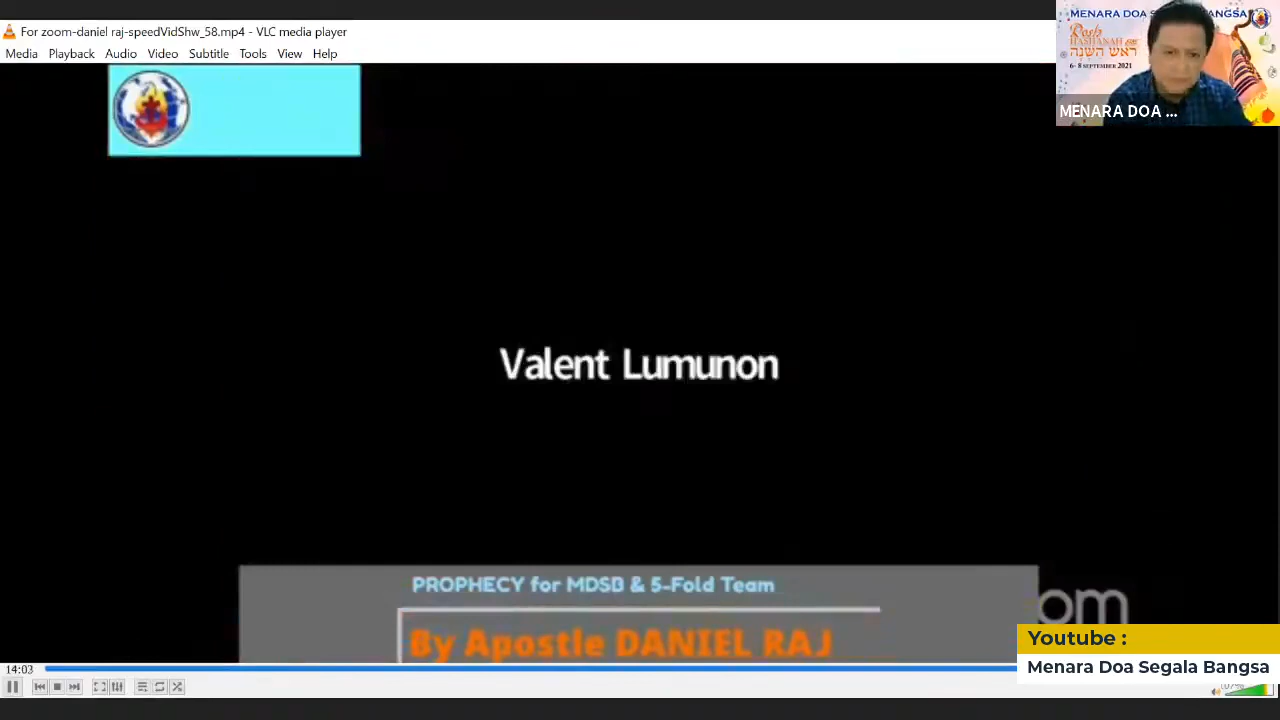 For zoom-daniel raj-speedVidShw_58.mp4 - VLC media player
Media Playback Audio Video Subtitle Tools View Help
MENARA DOA
Rosh
HASHANAH
ראש השנה
6- 8 SEPTEMBER 2021
MENARA DOA ...
Valent Lumunon
PROPHECY for MDSB & 5-Fold Team
By Apostle DANIEL RAJ
om
Youtube :
Menara Doa Segala Bangsa
14:03